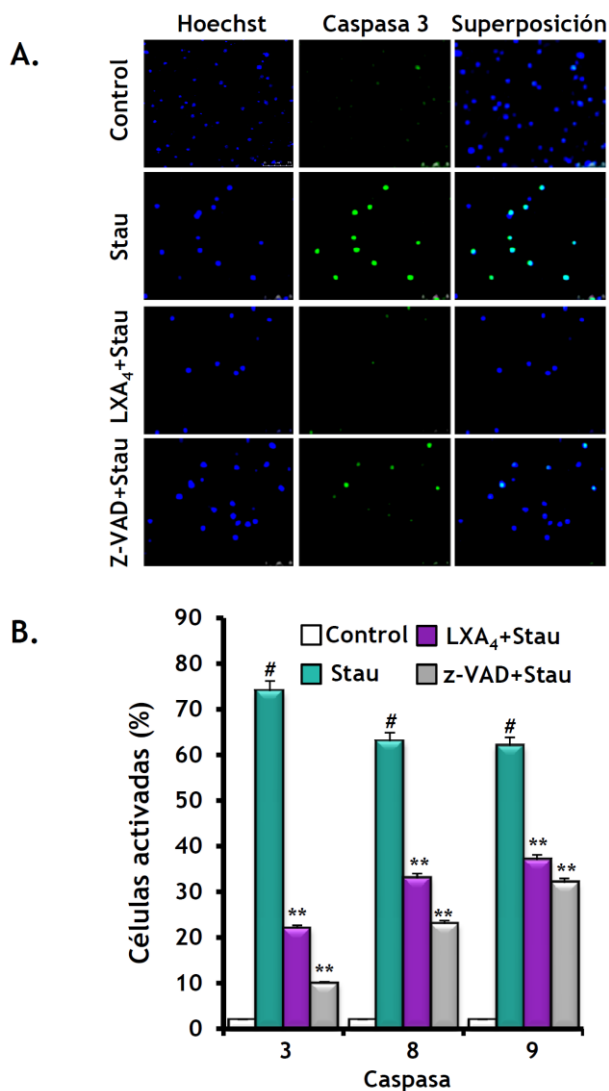 Hoechst Caspasa 3 Superposición
A.
Control
Stau
LXA₄+Stau
Z-VAD+Stau
B.
90
80
70
60
50
40
30
20
10
0
Células activadas (%)
Control LXA₄+Stau
Stau z-VAD+Stau
# # #
** ** ** ** ** **
3 8 9
Caspasa